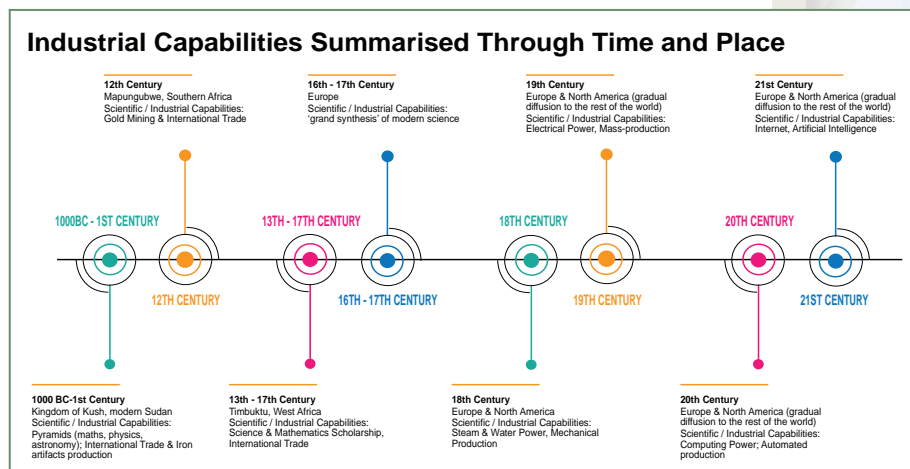 Industrial Capabilities Summarised Through Time and Place
12th Century
Mapungubwe, Southern Africa
Scientific / Industrial Capabilities:
Gold Mining & International Trade
16th - 17th Century
Europe
Scientific / Industrial Capabilities:
‘grand synthesis’ of modern science
19th Century
Europe & North America (gradual
diffusion to the rest of the world)
Scientific / Industrial Capabilities:
Electrical Power, Mass-production
21st Century
Europe & North America (gradual
diffusion to the rest of the world)
Scientific / Industrial Capabilities:
Internet, Artificial Intelligence
1000BC - 1ST CENTURY
13TH - 17TH CENTURY
18TH CENTURY
20TH CENTURY
12TH CENTURY
16TH - 17TH CENTURY
19TH CENTURY
21ST CENTURY
1000 BC-1st Century
Kingdom of Kush, modern Sudan
Scientific / Industrial Capabilities:
Pyramids (maths, physics,
astronomy); International Trade & Iron
artifacts production
13th - 17th Century
Timbuktu, West Africa
Scientific / Industrial Capabilities:
Science & Mathematics Scholarship,
International Trade
18th Century
Europe & North America
Scientific / Industrial Capabilities:
Steam & Water Power, Mechanical
Production
20th Century
Europe & North America (gradual
diffusion to the rest of the world)
Scientific / Industrial Capabilities:
Computing Power; Automated
production